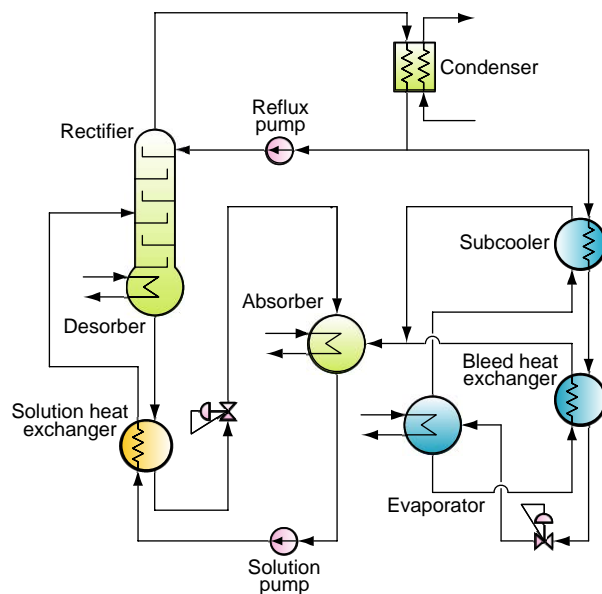 Condenser
Reflux
pump
Rectifier
Subcooler
Absorber
Desorber
Bleed heat
exchanger
Solution heat
exchanger
Evaporator
Solution
pump